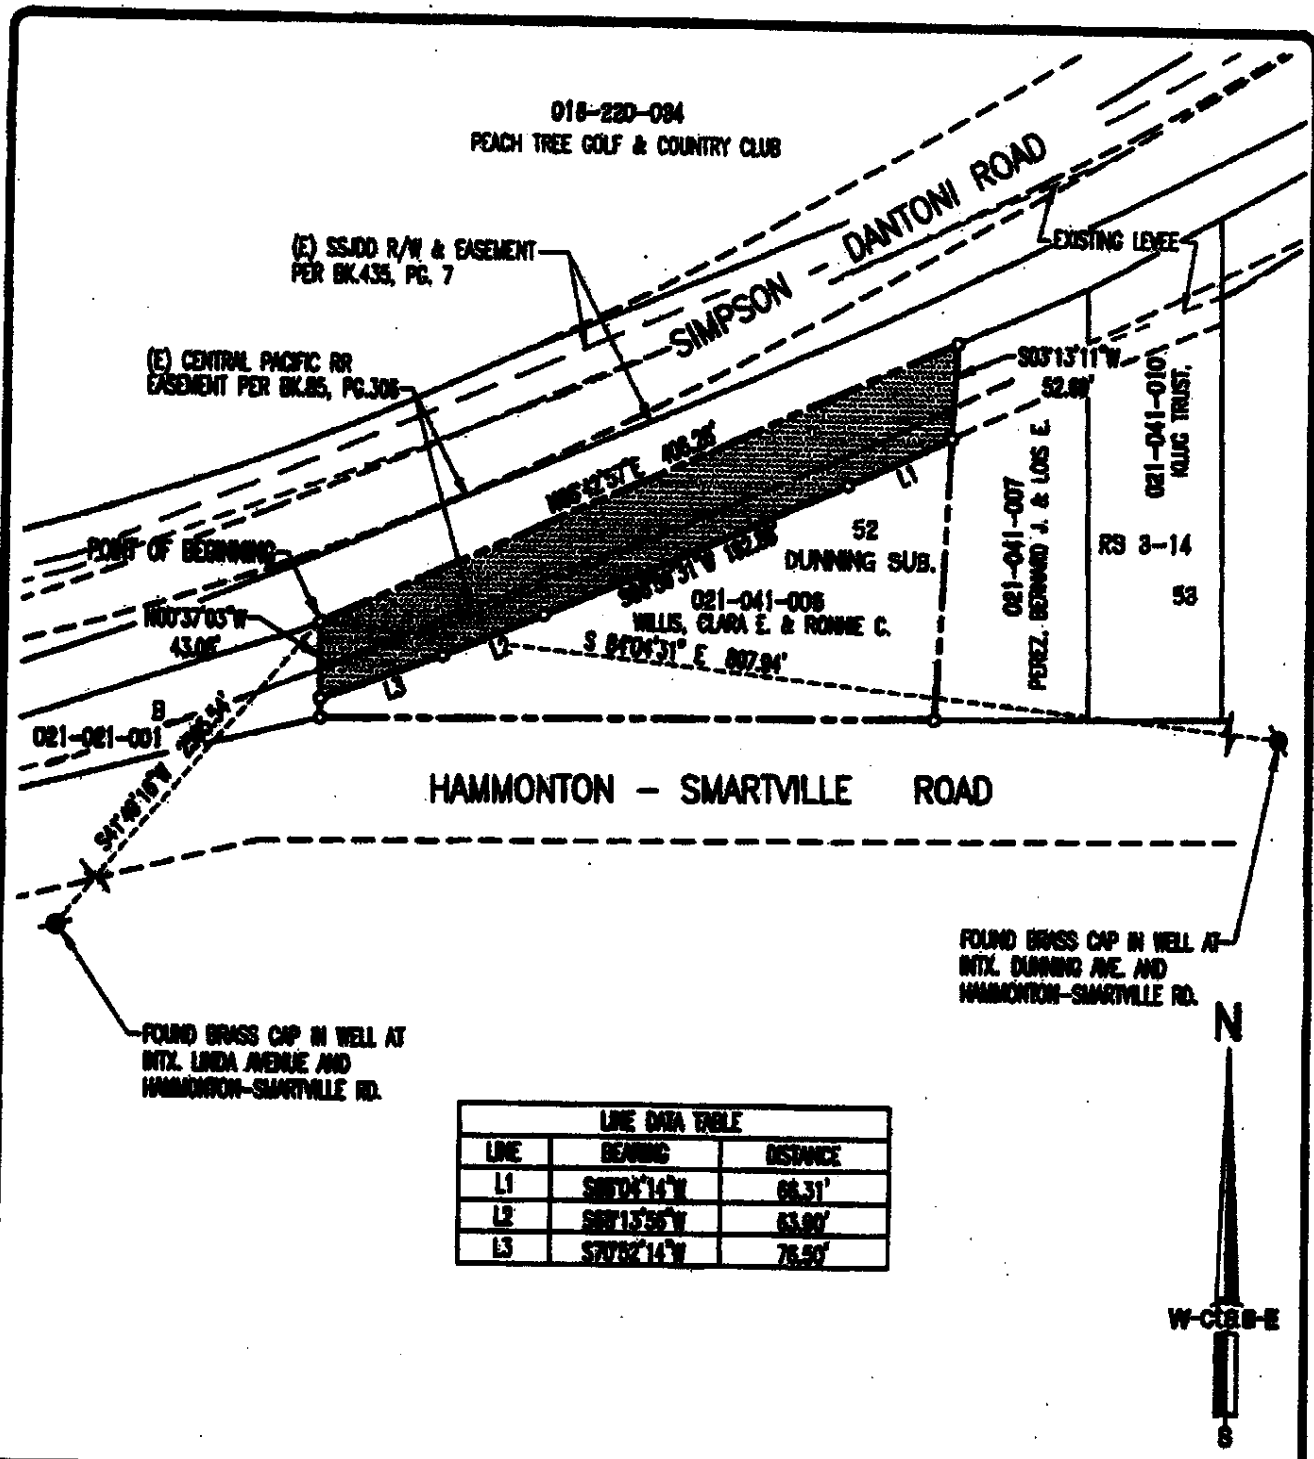 PEACH TREE GOLF & COUNTRY CLUB
SIMPSON - DANTONI ROAD
(E) SSJDD R/W & EASEMENT
PER BK.435, PG. 7
EXISTING LEVEE
(E) CENTRAL PACIFIC RR
EASEMENT PER BK.85, PG.306
S03°13'11"W
POINT OF BEGINNING
N00°37'03"W
43.06'
L1
L2
L3
52
DUNNING SUB.
021-041-006
WILLIS, CLARA E. & RONNIE C.
S 84°04'31" E 807.94'
021-041-007
PEREZ, BERNARD J. & LOIS E.
021-041-010
KLUG TRUST.
RS 3-14
53
B
021-021-001
HAMMONTON - SMARTVILLE ROAD
FOUND BRASS CAP IN WELL AT
INTX. DUNNING AVE. AND
HAMMONTON-SMARTVILLE RD.
FOUND BRASS CAP IN WELL AT
INTX. LINDA AVENUE AND
HAMMONTON-SMARTVILLE RD.
LINE DATA TABLE
LINE BEARING DISTANCE
L1 66.31'
L2 63.90'
L3 S70°52'14"W 76.50'
N
S